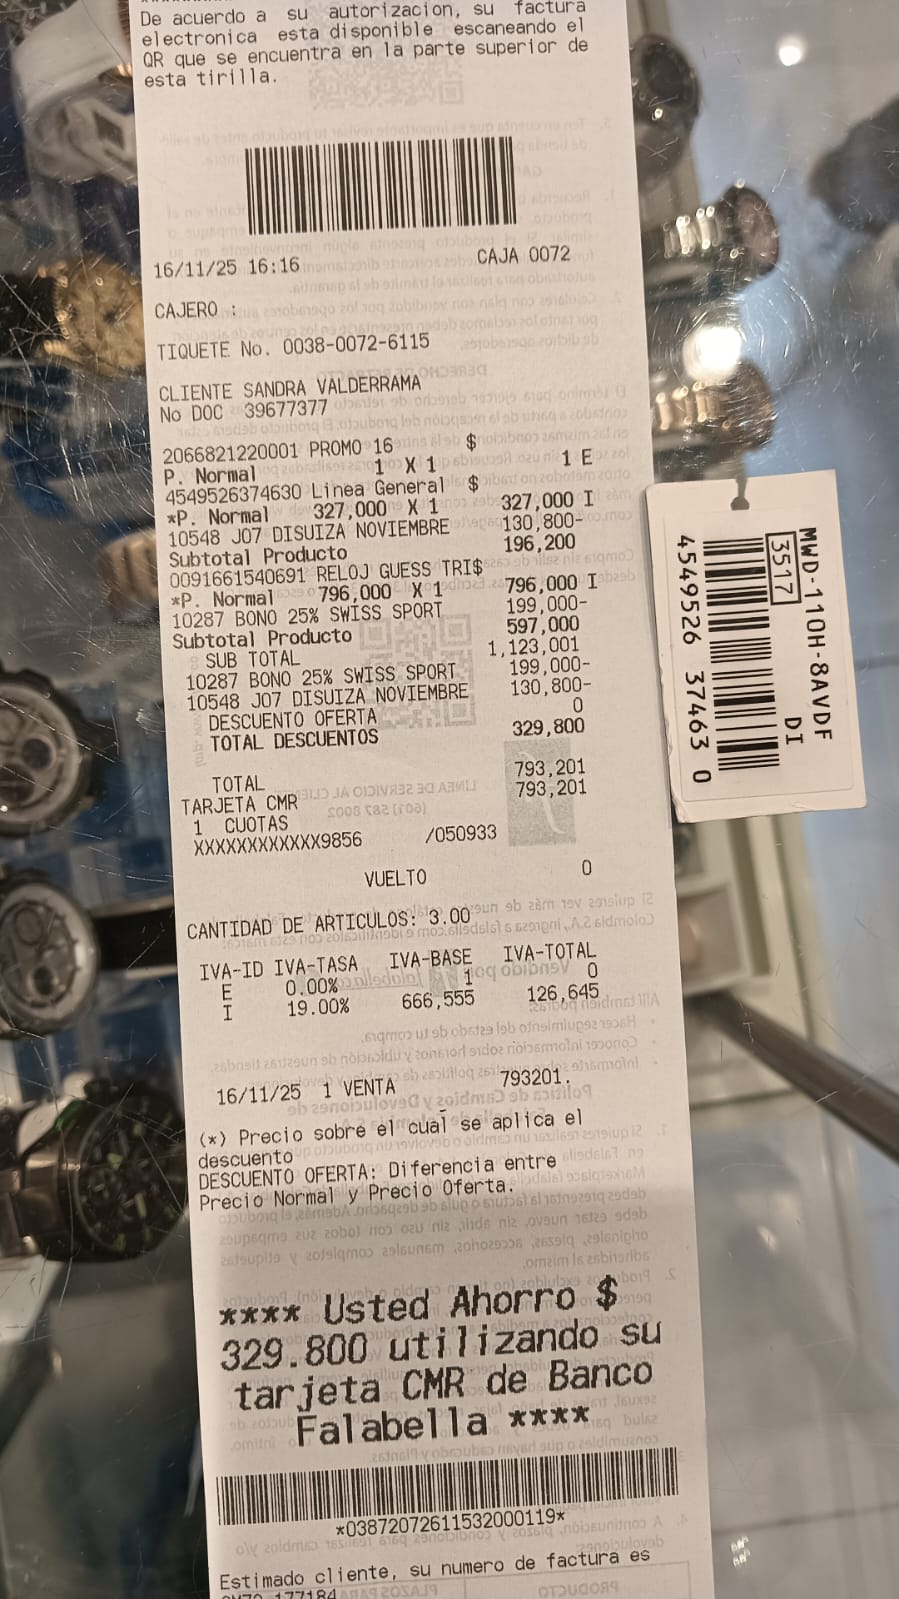 De acuerdo a su autorizacion, su factura
electronica esta disponible escaneando el
QR que se encuentra en la parte superior de
esta tirilla.
16/11/25 16:16 CAJA 0072
CAJERO :
TIQUETE No. 0038-0072-6115
CLIENTE SANDRA VALDERRAMA
No DOC 39677377
2066821220001 PROMO 16 $
P. Normal 1 X 1 1 E
4549526374630 Linea General $
*P. Normal 327,000 X 1 327,000 I
10548 J07 DISUIZA NOVIEMBRE 130,800-
Subtotal Producto 196,200
0091661540691 RELOJ GUESS TRI$
*P. Normal 796,000 X 1 796,000 I
10287 BONO 25% SWISS SPORT 199,000-
Subtotal Producto 597,000
SUB TOTAL 1,123,001
10287 BONO 25% SWISS SPORT 199,000-
10548 J07 DISUIZA NOVIEMBRE 130,800-
DESCUENTO OFERTA 0
TOTAL DESCUENTOS 329,800
TOTAL 793,201
TARJETA CMR 793,201
1 CUOTAS
XXXXXXXXXXXX9856 /050933
VUELTO 0
CANTIDAD DE ARTICULOS: 3.00
IVA-ID IVA-TASA IVA-BASE IVA-TOTAL
E 0.00% 1 0
I 19.00% 666,555 126,645
16/11/25 1 VENTA 793201.
(*) Precio sobre el cual se aplica el
descuento
DESCUENTO OFERTA: Diferencia entre
Precio Normal y Precio Oferta.
**** Usted Ahorro $
329.800 utilizando su
tarjeta CMR de Banco
Falabella ****
*03872072611532000119*
Estimado cliente, su numero de factura es
177184
MWD-110H-8AVDF
3517 DI
4549526 37463 0